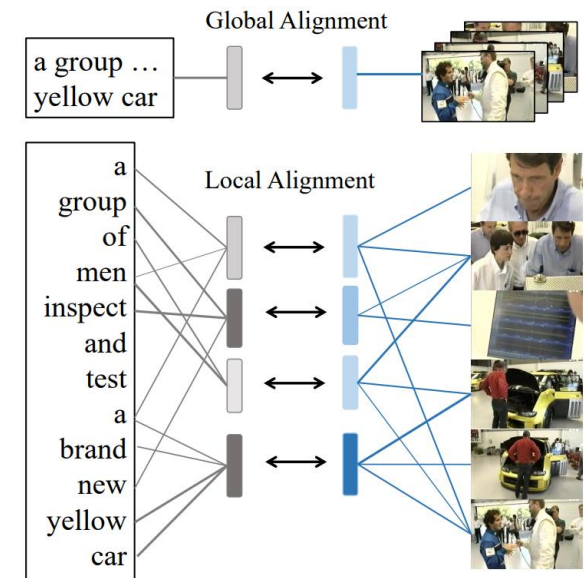 Global Alignment
a group …
yellow car
Local Alignment
a
group
of
men
inspect
and
test
a
brand
new
yellow
car